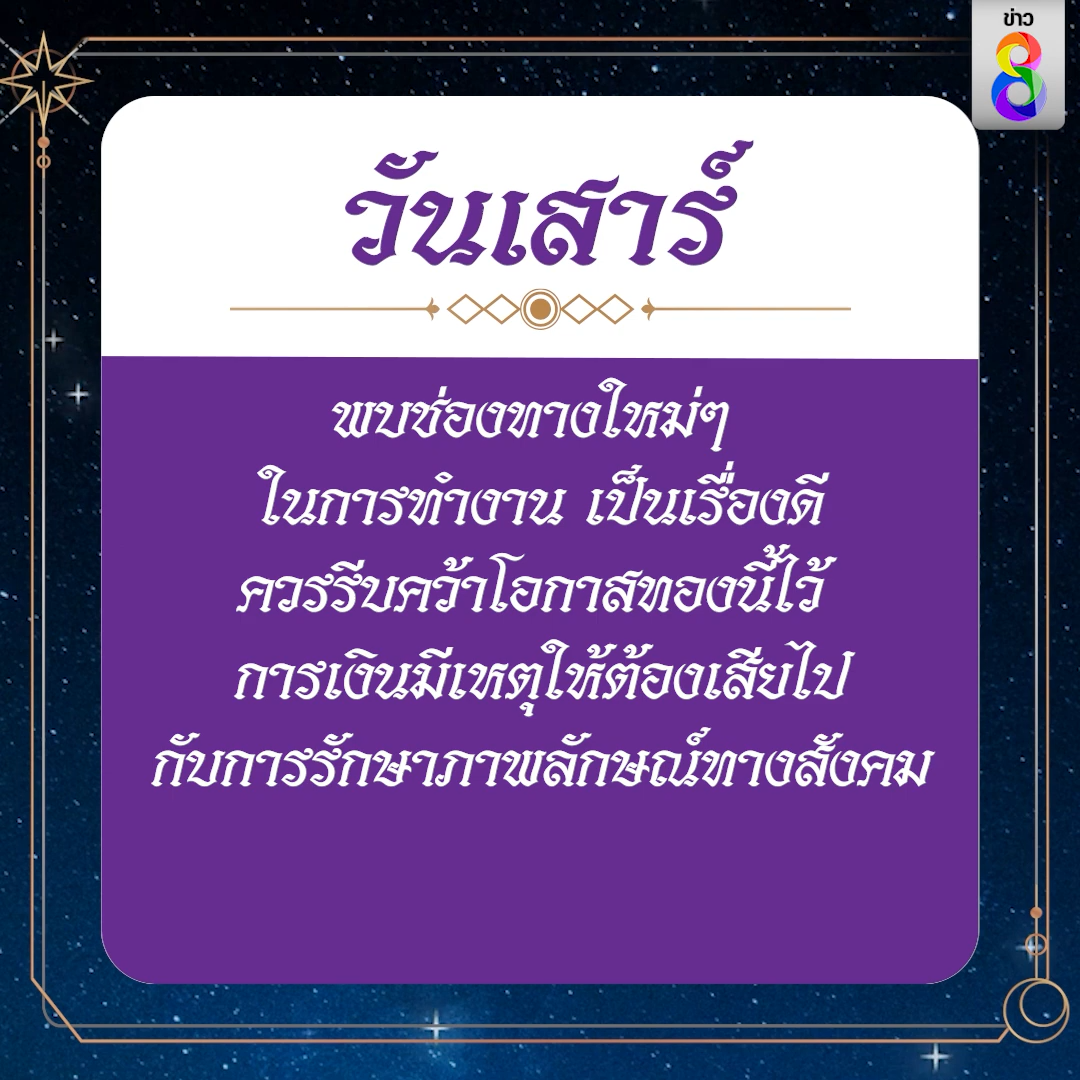 ข่าว
8
วันเสาร์
พบช่องทางใหม่ๆ
ในการทำงาน เป็นเรื่องดี
ควรรีบคว้าโอกาสทองนี้ไว้
การเงินมีเหตุให้ต้องเสียไป
กับการรักษาภาพลักษณ์ทางสังคม